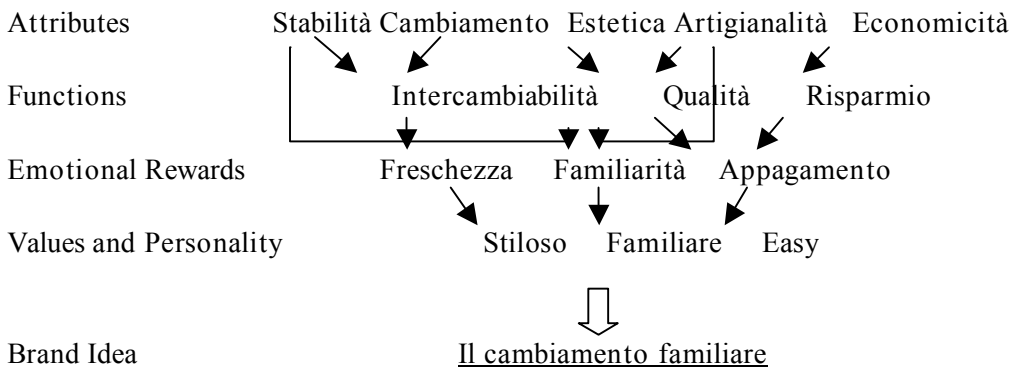 Attributes Stabilità Cambiamento Estetica Artigianalità Economicità
Functions Intercambiabilità Qualità Risparmio
Emotional Rewards Freschezza Familiarità Appagamento
Values and Personality Stiloso Familiare Easy
Brand Idea Il cambiamento familiare